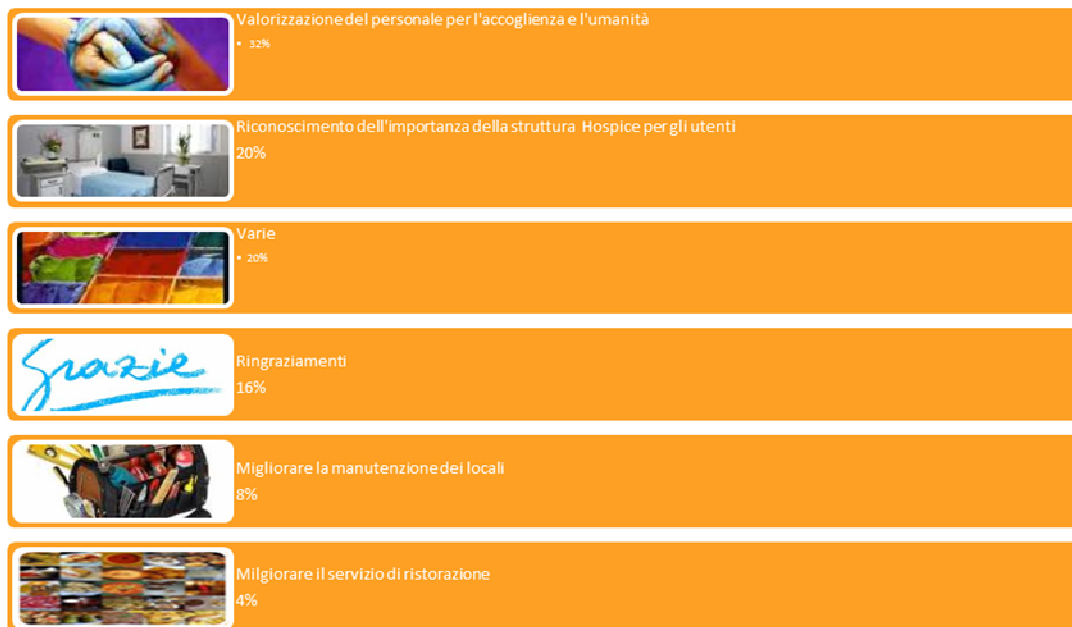 Valorizzazione del personale per l'accoglienza e l'umanità
• 32%
Riconoscimento dell'importanza della struttura Hospice per gli utenti
20%
Varie
• 20%
Grazie
Ringraziamenti
16%
Migliorare la manutenzione dei locali
8%
Milgiorare il servizio di ristorazione
4%